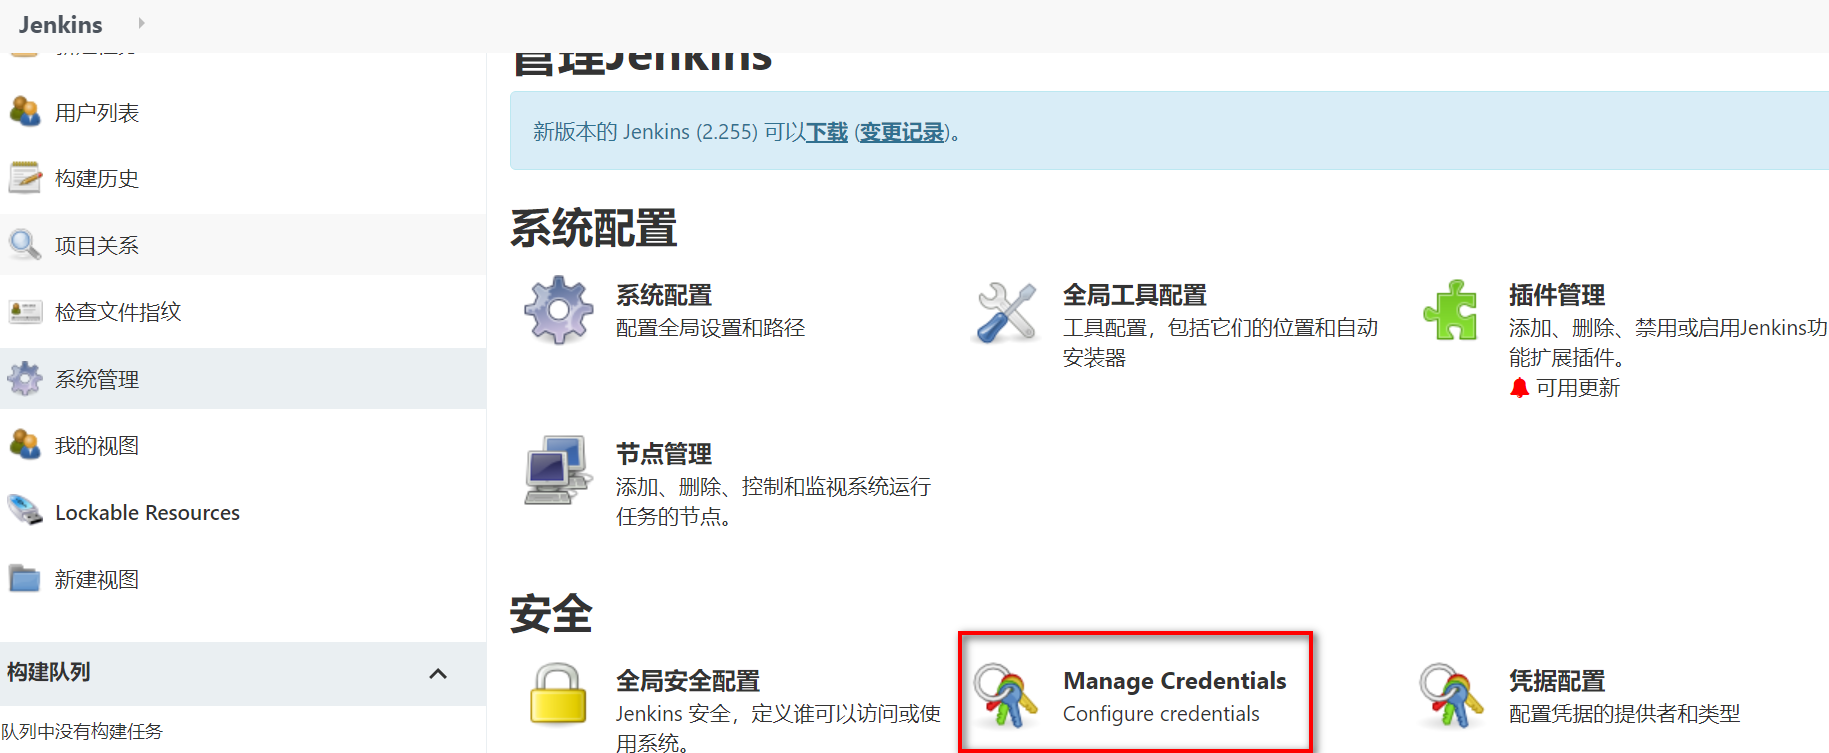 Jenkins
用户列表
构建历史
项目关系
检查文件指纹
系统管理
我的视图
Lockable Resources
新建视图
构建队列
队列中没有构建任务
管理Jenkins
新版本的 Jenkins (2.255) 可以下载 (变更记录)。
系统配置
系统配置
配置全局设置和路径
全局工具配置
工具配置，包括它们的位置和自动
安装器
插件管理
添加、删除、禁用或启用Jenkins功
能扩展插件。
可用更新
节点管理
添加、删除、控制和监视系统运行
任务的节点。
安全
全局安全配置
Jenkins 安全，定义谁可以访问或使
用系统。
Manage Credentials
Configure credentials
凭据配置
配置凭据的提供者和类型